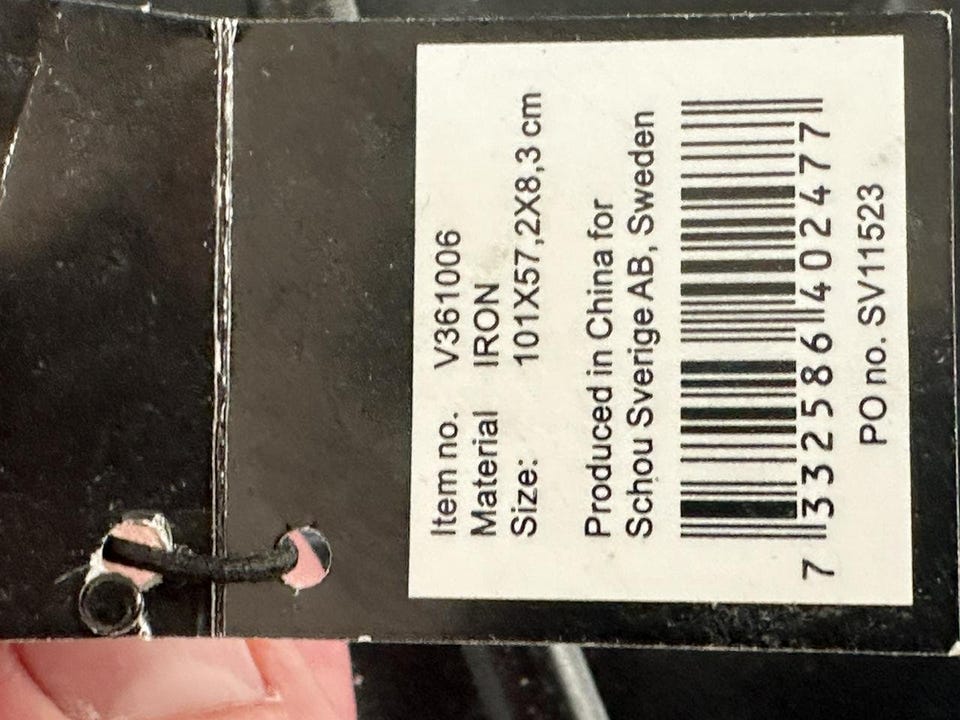 Item no. V361006
Material IRON
Size: 101X57,2X8,3 cm
Produced in China for
Schou Sverige AB, Sweden
7 332586 402477
PO no. SV11523